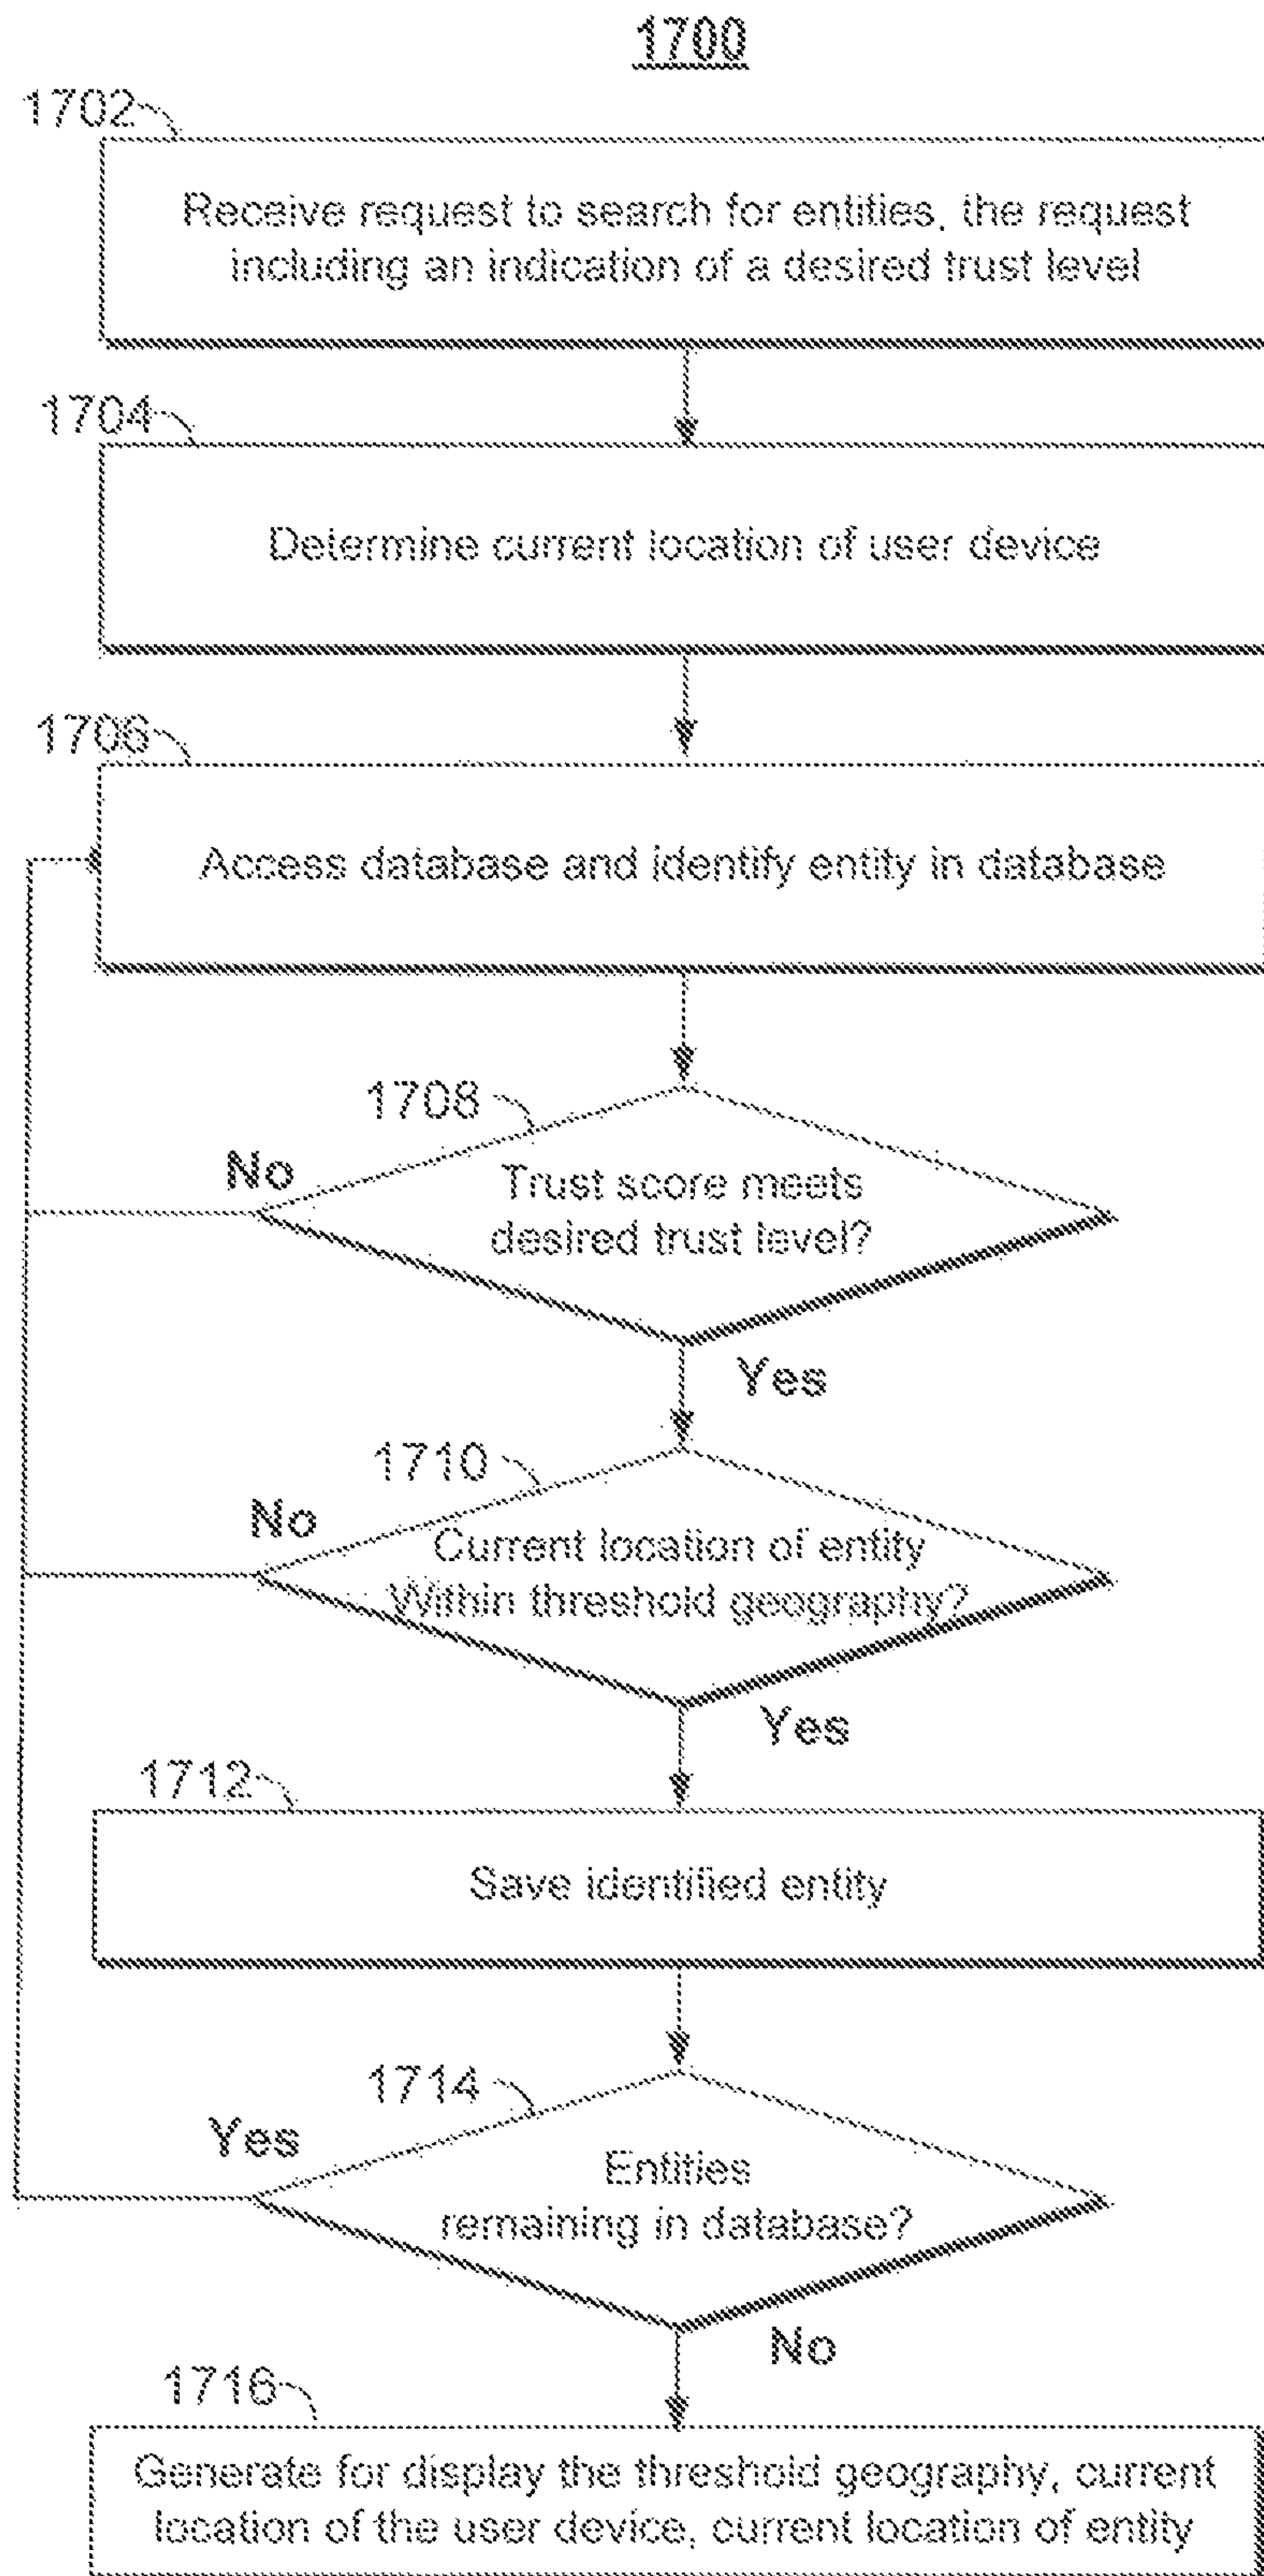 1700
1702
Receive request to search for entities, the request
including an indication of a desired trust level
1704
Determine current location of user device
1706
Access database and identify entity in database
1708
No
Trust score meets
desired trust level?
Yes
1710
No
Current location of entity
Within threshold geography?
Yes
1712
Save identified entity
1714
Yes
Entities
remaining in database?
No
1716
Generate for display the threshold geography, current
location of the user device, current location of entity